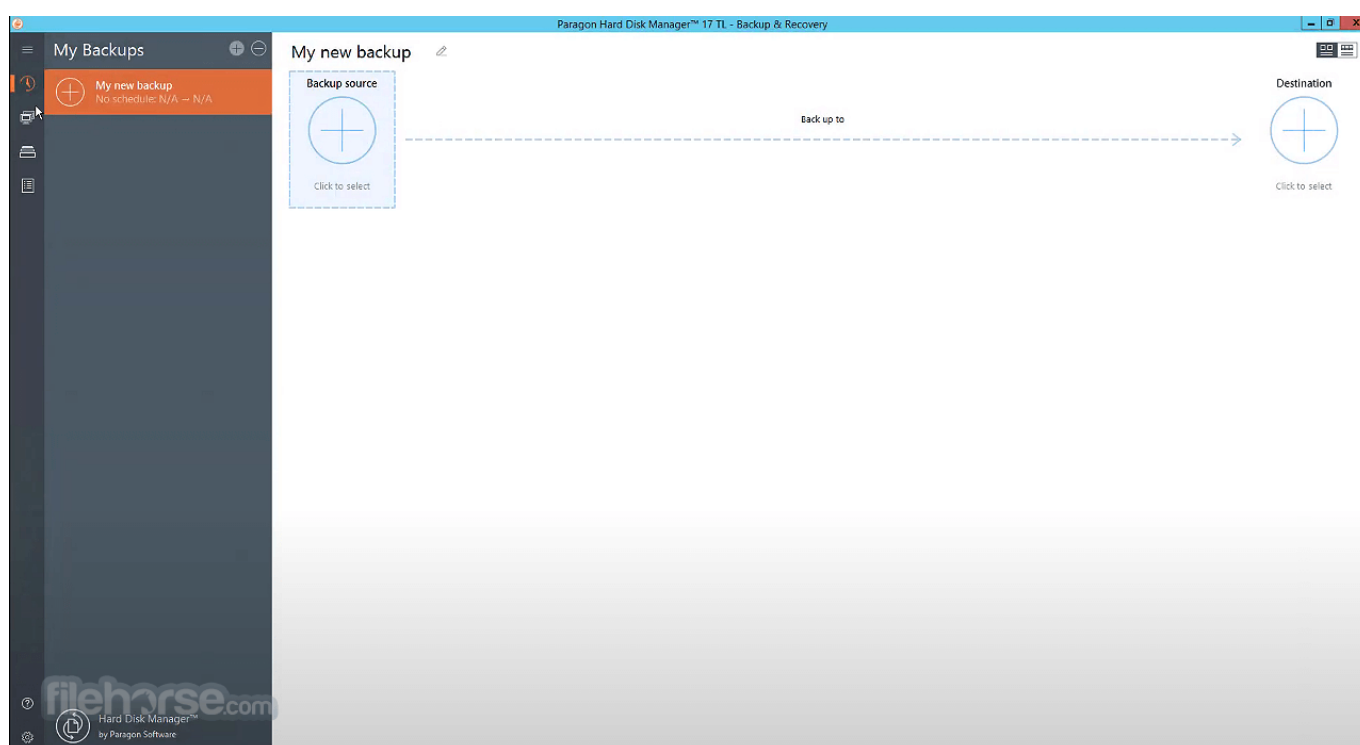 Paragon Hard Disk Manager™ 17 TL - Backup & Recovery
My Backups
My new backup
No schedule: N/A → N/A
My new backup
Backup source
Click to select
Back up to
Destination
Click to select
filehorse.com
Hard Disk Manager™
by Paragon Software